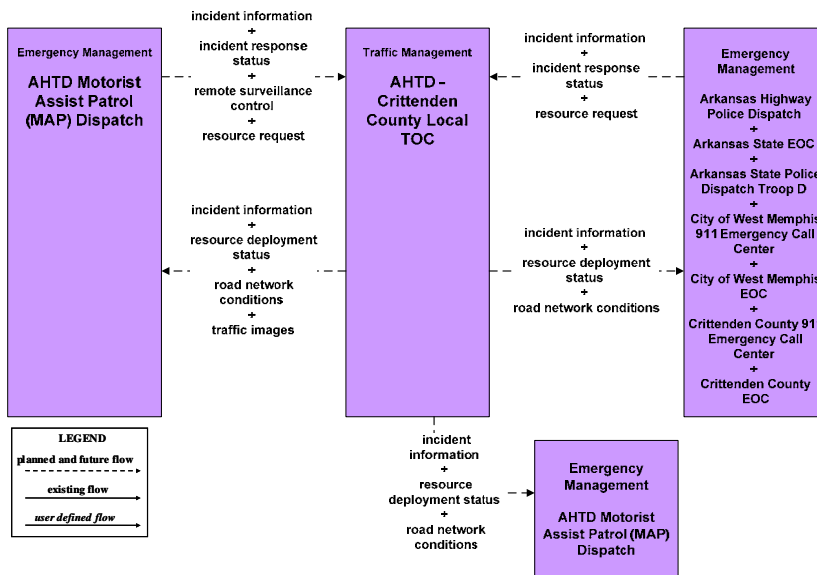 Emergency Management
AHTD Motorist
Assist Patrol
(MAP) Dispatch
incident information
+
incident response
status
+
remote surveillance
control
+
resource request
incident information
+
resource deployment
status
+
road network
conditions
+
traffic images
Traffic Management
AHTD –
Crittenden
County Local
TOC
incident information
+
incident response
status
+
resource request
incident information
+
resource deployment
status
+
road network conditions
Emergency
Management
Arkansas Highway
Police Dispatch
+
Arkansas State EOC
+
Arkansas State Police
Dispatch Troop D
+
City of West Memphis
911 Emergency Call
Center
+
City of West Memphis
EOC
+
Crittenden County 91
Emergency Call
Center
+
Crittenden County
EOC
LEGEND
planned and future flow
existing flow
user defined flow
incident
information
+
resource
deployment status
+
road network
conditions
Emergency
Management
AHTD Motorist
Assist Patrol (MAP)
Dispatch